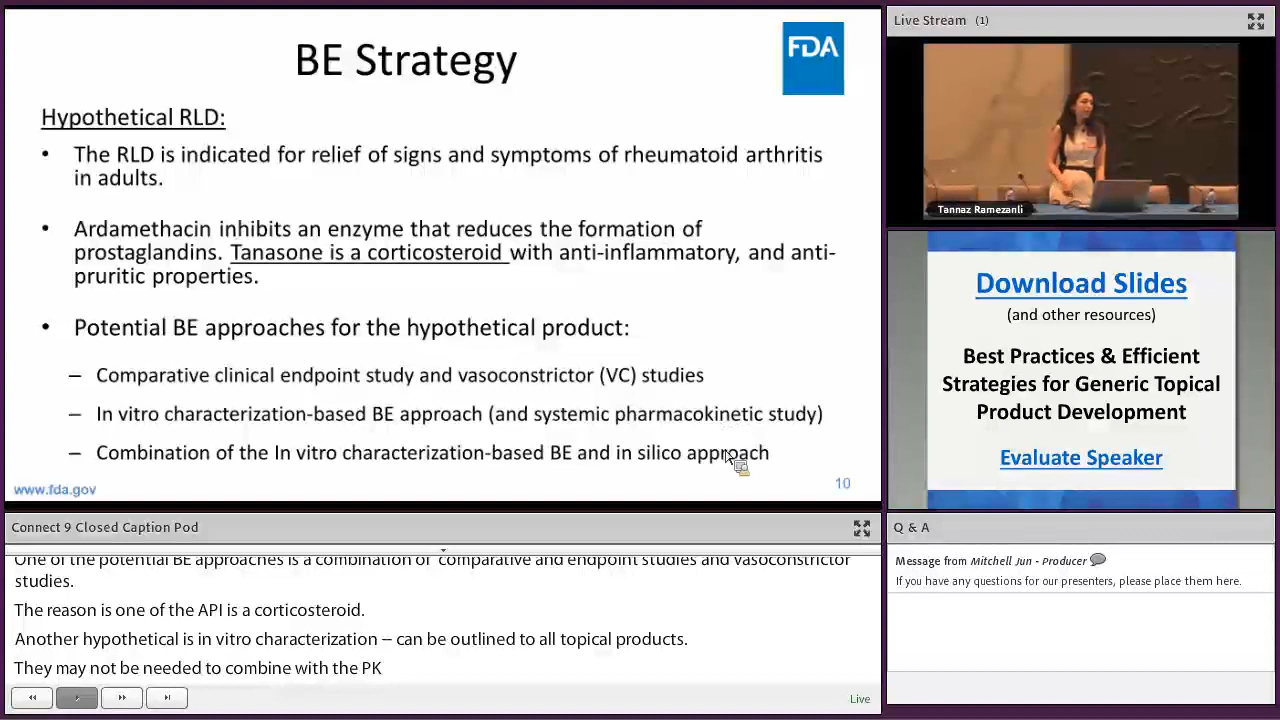 BE Strategy
FDA
Hypothetical RLD:
• The RLD is indicated for relief of signs and symptoms of rheumatoid arthritis
in adults.
• Ardamethacin inhibits an enzyme that reduces the formation of
prostaglandins. Tanasone is a corticosteroid with anti-inflammatory, and anti-
pruritic properties.
• Potential BE approaches for the hypothetical product:
– Comparative clinical endpoint study and vasoconstrictor (VC) studies
– In vitro characterization-based BE approach (and systemic pharmacokinetic study)
– Combination of the In vitro characterization-based BE and in silico approach
www.fda.gov
10
Live Stream (1)
Tannaz Ramezanli
Download Slides
(and other resources)
Best Practices & Efficient
Strategies for Generic Topical
Product Development
Evaluate Speaker
Connect 9 Closed Caption Pod
One of the potential BE approaches is a combination of comparative and endpoint studies and vasoconstrictor
studies.
The reason is one of the API is a corticosteroid.
Another hypothetical is in vitro characterization -- can be outlined to all topical products.
They may not be needed to combine with the PK
Live
Q & A
Message from Mitchell Jun - Producer
If you have any questions for our presenters, please place them here.